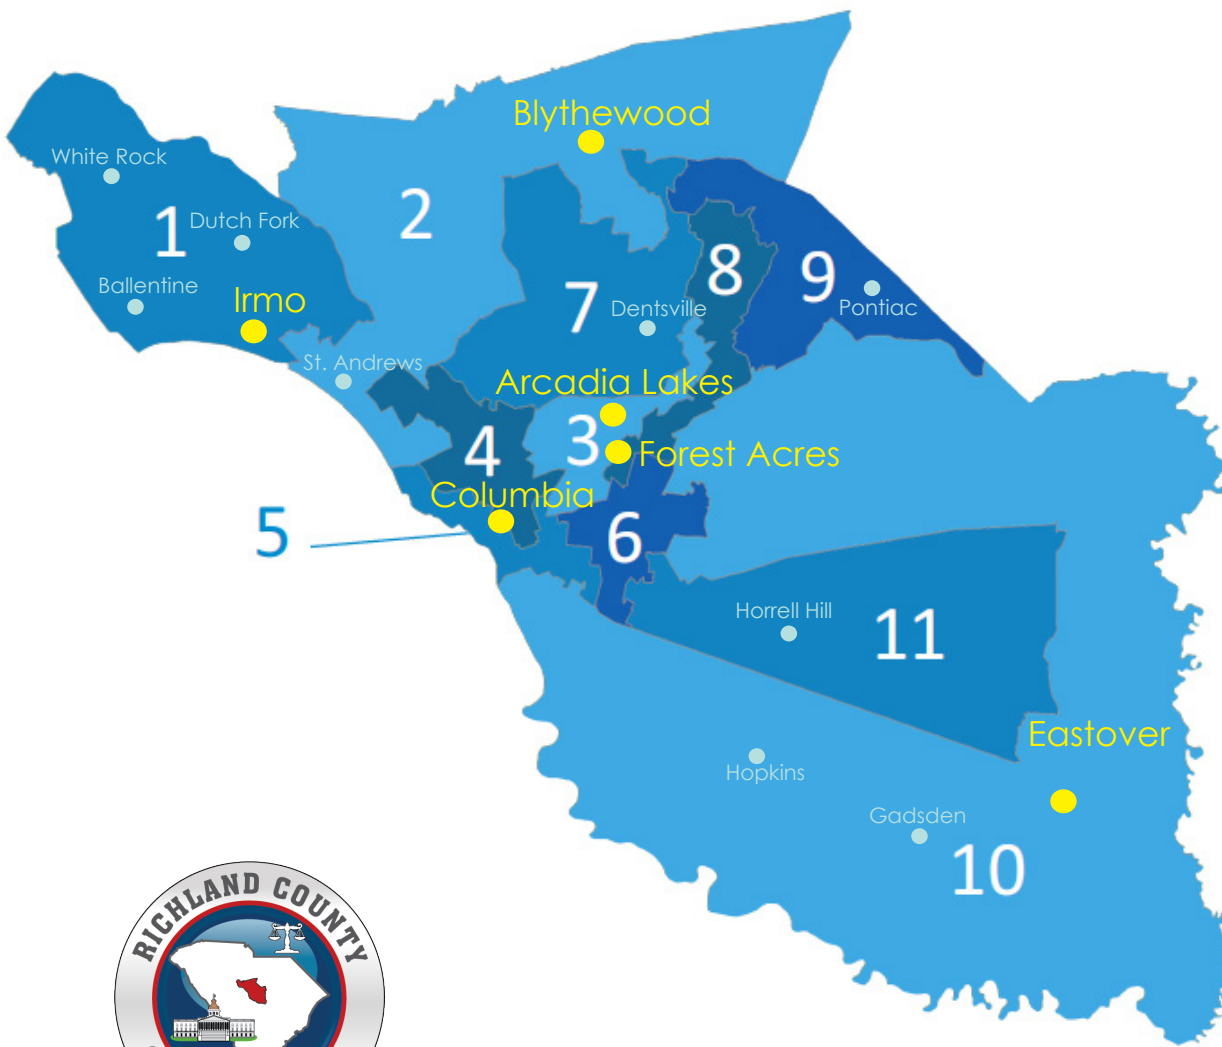 Blythewood
White Rock
1
Dutch Fork
2
Ballentine
Irmo
8
9
7
Dentsville
Pontiac
St. Andrews
Arcadia Lakes
3
Forest Acres
4
Columbia
5
6
Horrell Hill
11
Eastover
Hopkins
Gadsden
10
RICHLAND COUNTY